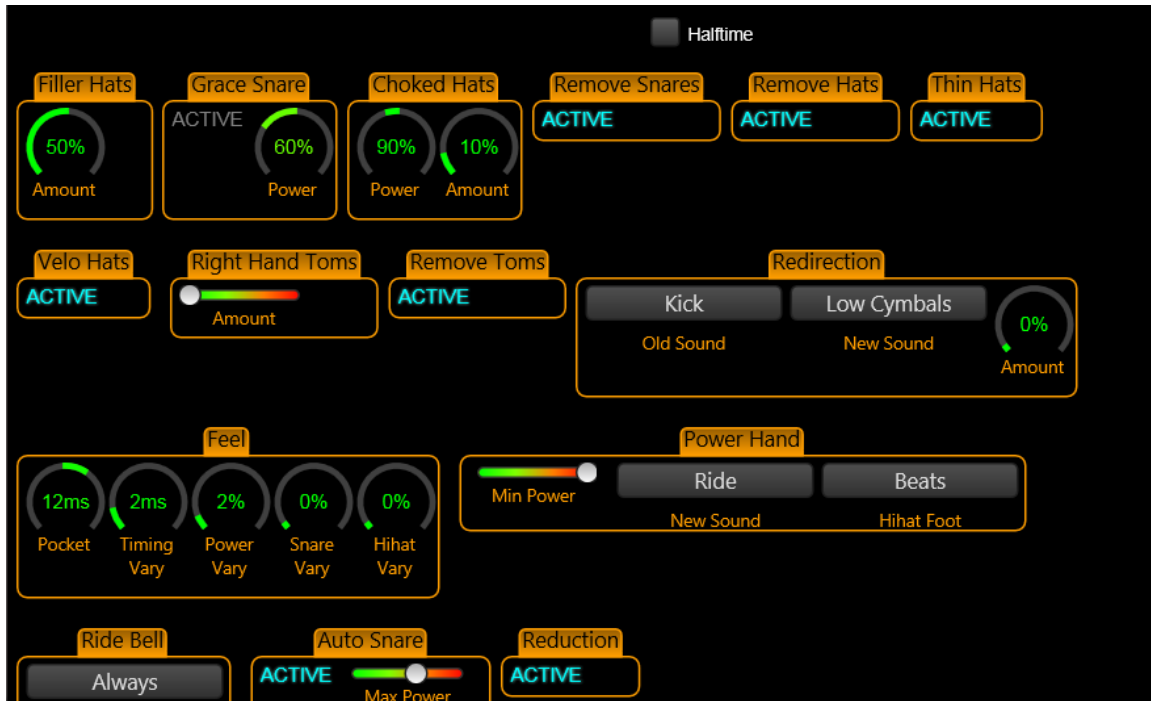 Halftime
Filler Hats
Grace Snare
Choked Hats
Remove Snares
Remove Hats
Thin Hats
50%
Amount
ACTIVE
60%
Power
90%
Power
10%
Amount
ACTIVE
ACTIVE
ACTIVE
Velo Hats
Right Hand Toms
Remove Toms
Redirection
ACTIVE
Amount
ACTIVE
Kick
Old Sound
Low Cymbals
New Sound
0%
Amount
Feel
Power Hand
12ms
Pocket
2ms
Timing
Vary
2%
Power
Vary
0%
Snare
Vary
0%
Hihat
Vary
Min Power
Ride
New Sound
Beats
Hihat Foot
Ride Bell
Auto Snare
Reduction
Always
ACTIVE
Max Power
ACTIVE